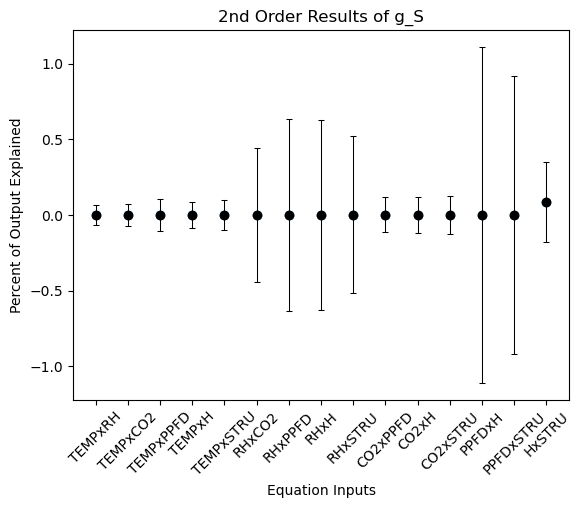 2nd Order Results of g_S
Percent of Output Explained
1.0
0.5
0.0
−0.5
−1.0
TEMPxRH
TEMPxCO2
TEMPxPPFD
TEMPxH
TEMPxSTRU
RHxCO2
RHxPPFD
RHxH
RHxSTRU
CO2xPPFD
CO2xH
CO2xSTRU
PPFDxH
PPFDxSTRU
HxSTRU
Equation Inputs